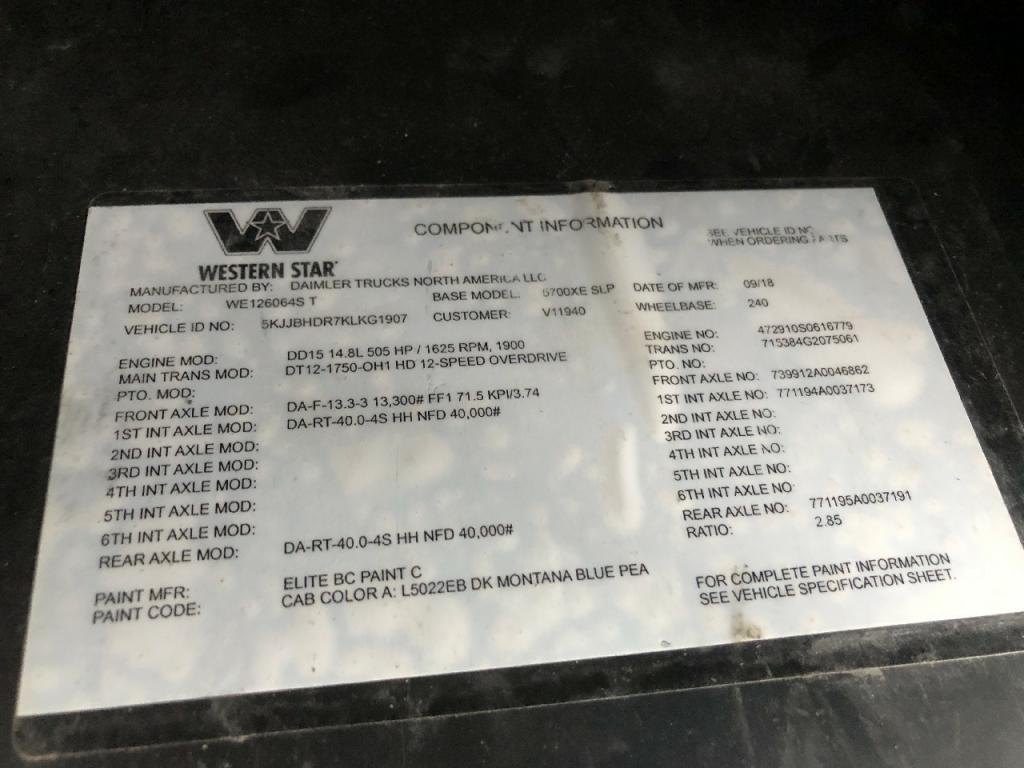 WESTERN STAR
COMPONENT INFORMATION
SEE VEHICLE ID NO
WHEN ORDERING PARTS
MANUFACTURED BY: DAIMLER TRUCKS NORTH AMERICA LLC
MODEL: WE126064S T BASE MODEL: 5700XE SLP DATE OF MFR: 09/18
VEHICLE ID NO: 5KJJBHDR7KLKG1907 CUSTOMER: V11940 WHEELBASE: 240
ENGINE MOD: DD15 14.8L 505 HP / 1625 RPM, 1900 ENGINE NO: 472910S0616779
MAIN TRANS MOD: DT12-1750-OH1 HD 12-SPEED OVERDRIVE TRANS NO: 715384G2075061
PTO. MOD: PTO. NO:
FRONT AXLE MOD: DA-F-13.3-3 13,300# FF1 71.5 KPI/3.74 FRONT AXLE NO: 739912A0046862
1ST INT AXLE MOD: DA-RT-40.0-4S HH NFD 40,000# 1ST INT AXLE NO: 771194A0037173
2ND INT AXLE MOD: 2ND INT AXLE NO:
3RD INT AXLE MOD: 3RD INT AXLE NO:
4TH INT AXLE MOD: 4TH INT AXLE NO:
5TH INT AXLE MOD: 5TH INT AXLE NO:
6TH INT AXLE MOD: 6TH INT AXLE NO
REAR AXLE MOD: DA-RT-40.0-4S HH NFD 40,000# REAR AXLE NO: 771195A0037191
RATIO: 2.85
PAINT MFR: ELITE BC PAINT C
PAINT CODE: CAB COLOR A: L5022EB DK MONTANA BLUE PEA
FOR COMPLETE PAINT INFORMATION
SEE VEHICLE SPECIFICATION SHEET.